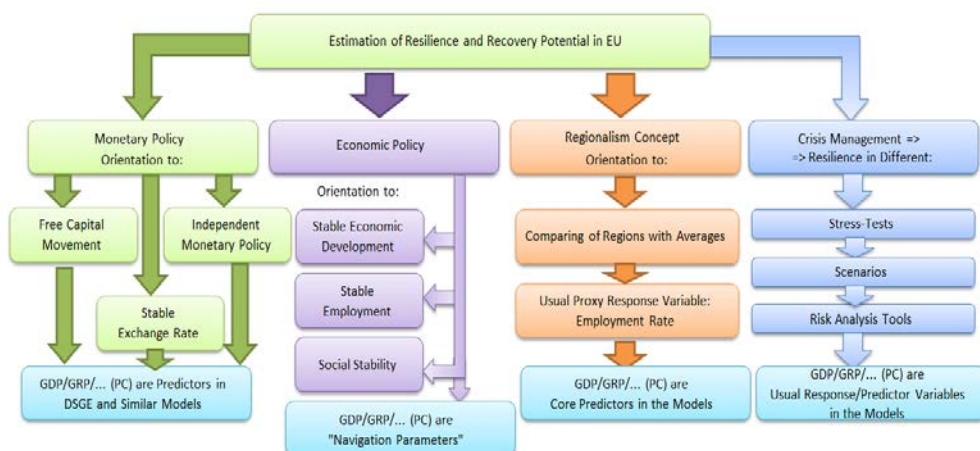 Estimation of Resilience and Recovery Potential in EU
Monetary Policy
Orientation to:
Free Capital
Movement
Independent
Monetary Policy
Stable
Exchange Rate
GDP/GRP/... (PC) are Predictors in
DSGE and Similar Models
Economic Policy
Orientation to:
Stable Economic
Development
Stable
Employment
Social Stability
GDP/GRP/... (PC) are
"Navigation Parameters"
Regionalism Concept
Orientation to:
Comparing of Regions with Averages
Usual Proxy Response Variable:
Employment Rate
GDP/GRP/... (PC) are
Core Predictors in the Models
Crisis Management =>
=> Resilience in Different:
Stress-Tests
Scenarios
Risk Analysis Tools
GDP/GRP/... (PC) are
Usual Response/Predictor Variables
in the Models